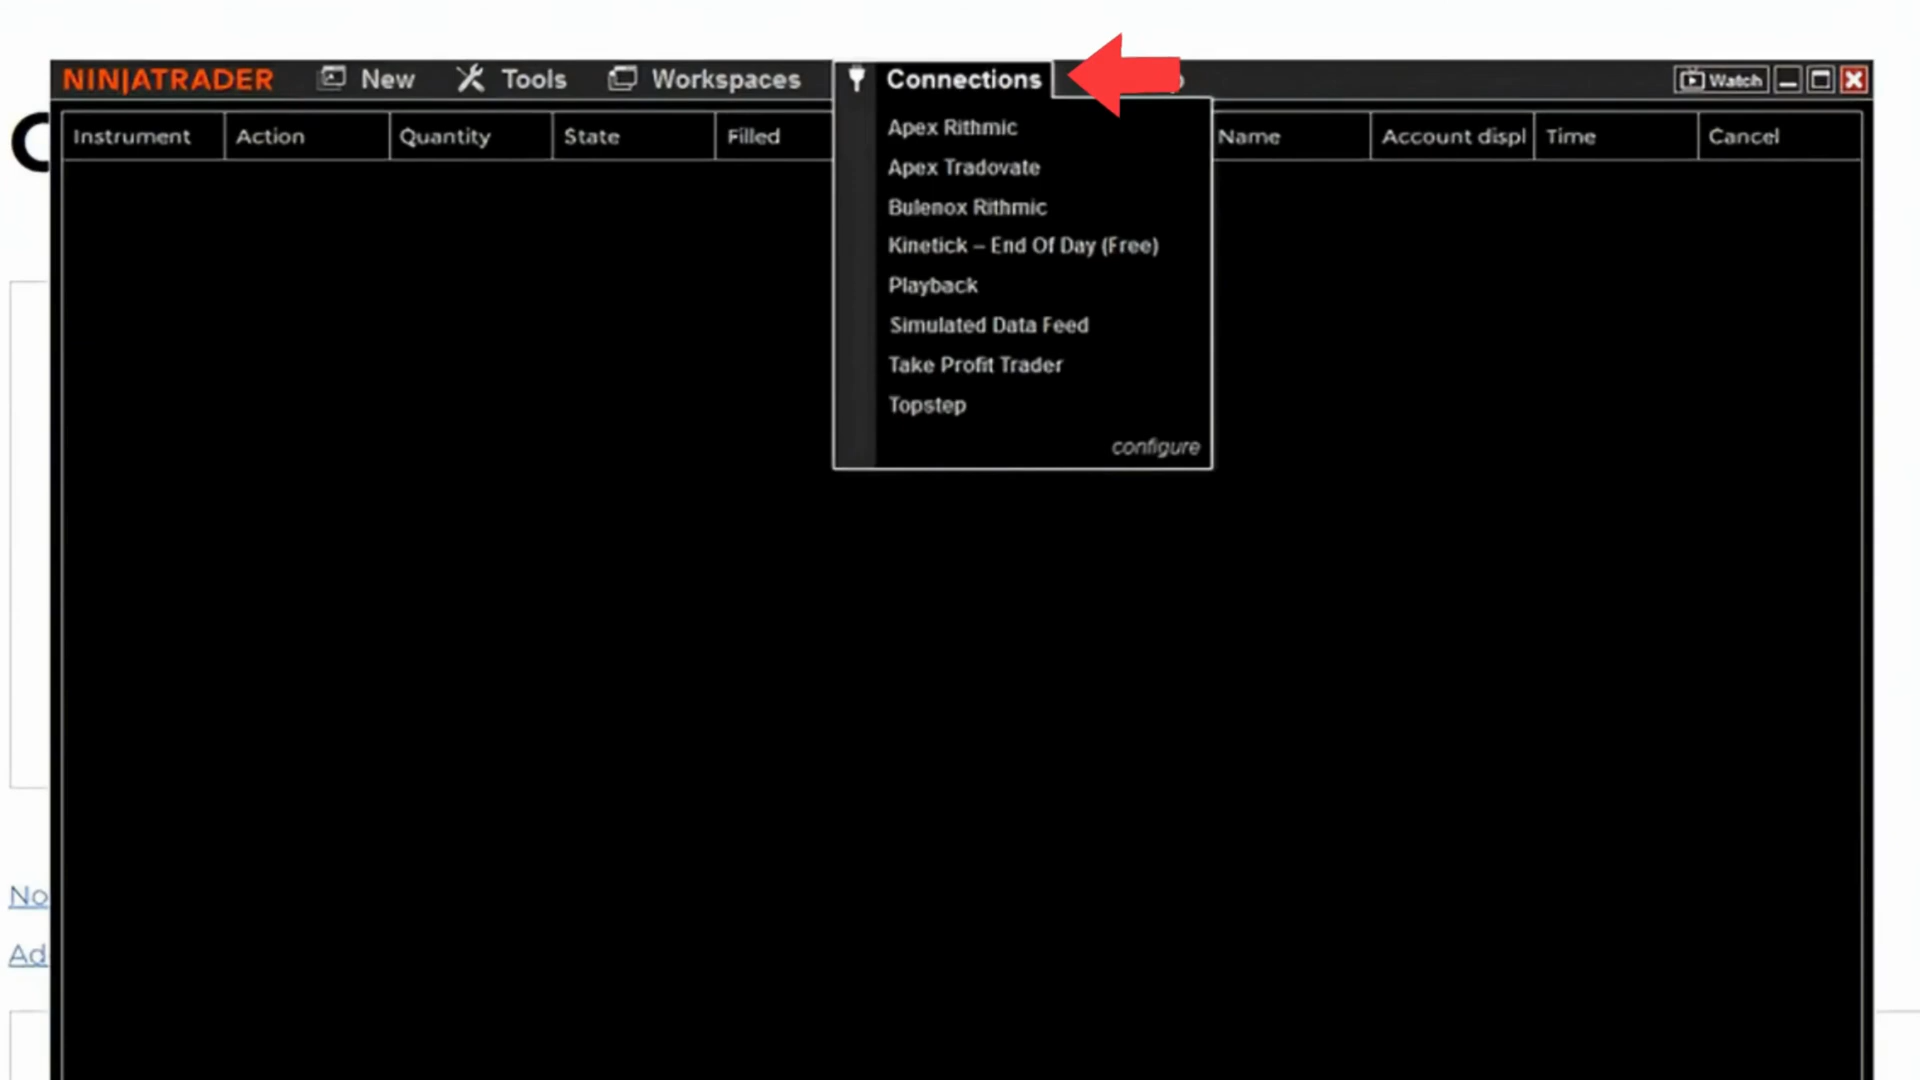 NINJATRADER New Tools Workspaces Connections Watch
Instrument Action Quantity State Filled Name Account displ Time Cancel
Apex Rithmic
Apex Tradovate
Bulenox Rithmic
Kinetick – End Of Day (Free)
Playback
Simulated Data Feed
Take Profit Trader
Topstep
configure
No
Ad